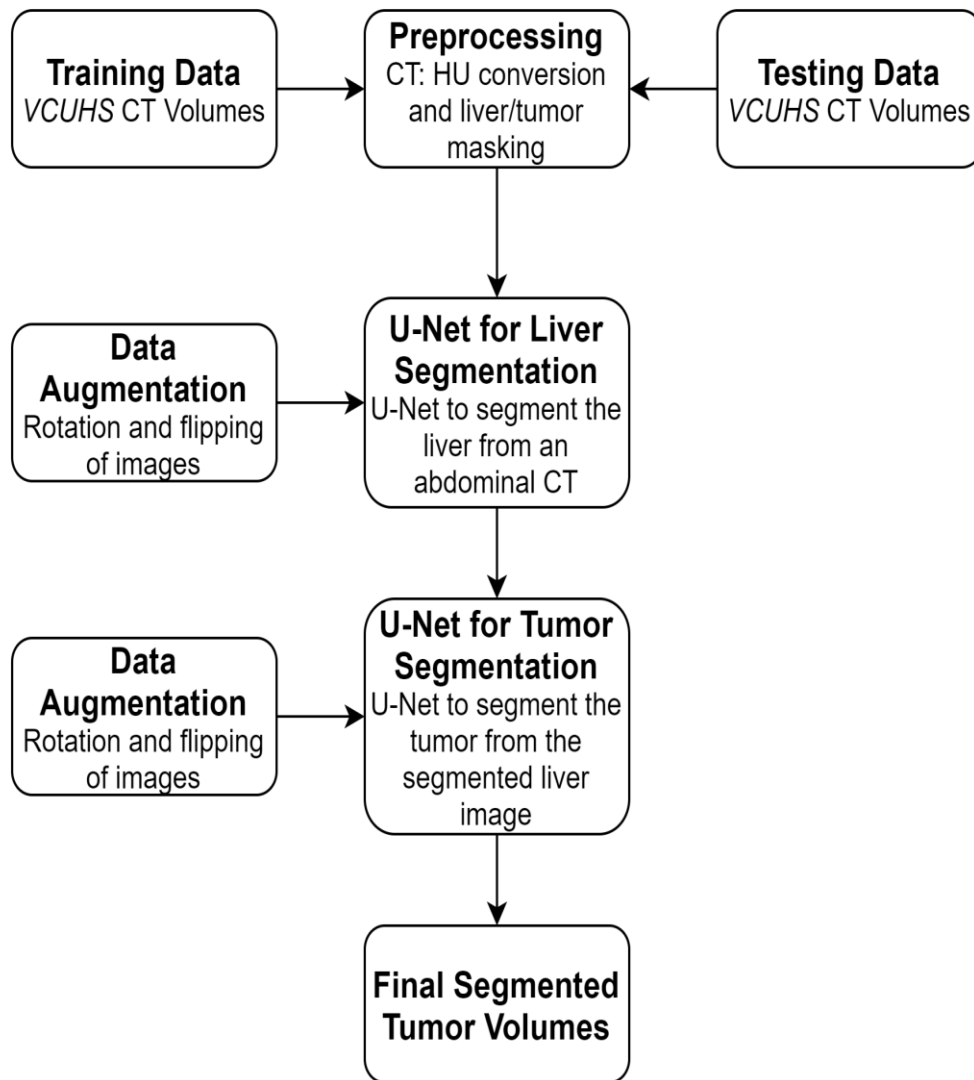 Training Data
VCUHS CT Volumes
Preprocessing
CT: HU conversion
and liver/tumor
masking
Testing Data
VCUHS CT Volumes
Data
Augmentation
Rotation and flipping
of images
U-Net for Liver
Segmentation
U-Net to segment the
liver from an
abdominal CT
Data
Augmentation
Rotation and flipping
of images
U-Net for Tumor
Segmentation
U-Net to segment the
tumor from the
segmented liver
image
Final Segmented
Tumor Volumes